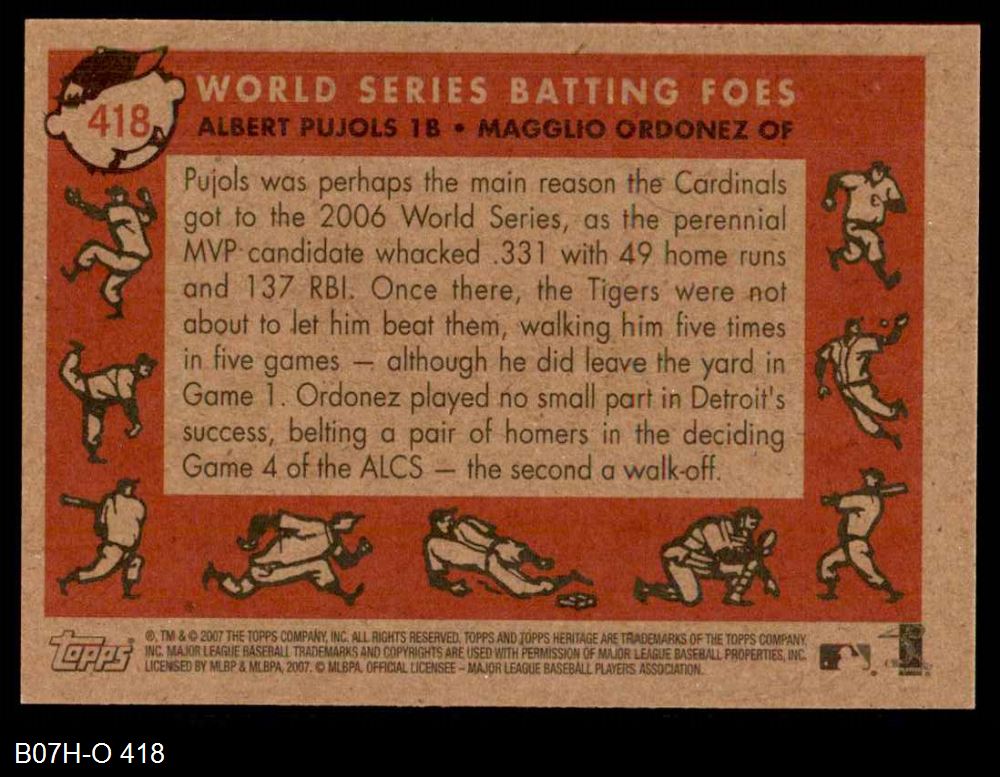 418
WORLD SERIES BATTING FOES
ALBERT PUJOLS 1B • MAGGLIO ORDONEZ OF
Pujols was perhaps the main reason the Cardinals
got to the 2006 World Series, as the perennial
MVP candidate whacked .331 with 49 home runs
and 137 RBI. Once there, the Tigers were not
about to let him beat them, walking him five times
in five games — although he did leave the yard in
Game 1. Ordonez played no small part in Detroit's
success, belting a pair of homers in the deciding
Game 4 of the ALCS — the second a walk-off.
Topps
®, TM & © 2007 THE TOPPS COMPANY, INC. ALL RIGHTS RESERVED. TOPPS AND TOPPS HERITAGE ARE TRADEMARKS OF THE TOPPS COMPANY,
INC. MAJOR LEAGUE BASEBALL TRADEMARKS AND COPYRIGHTS ARE USED WITH PERMISSION OF MAJOR LEAGUE BASEBALL PROPERTIES, INC.
LICENSED BY MLBP & MLBPA, 2007. © MLBPA. OFFICIAL LICENSEE – MAJOR LEAGUE BASEBALL PLAYERS ASSOCIATION.
B07H-O 418